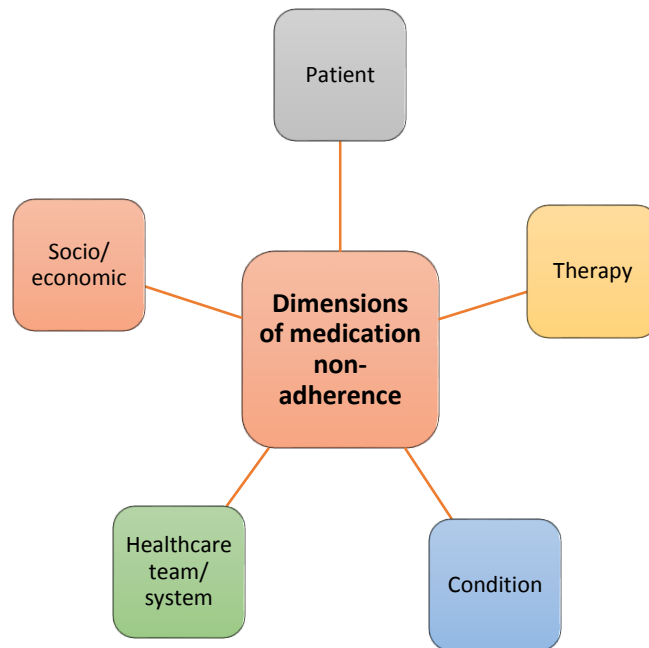 Patient
Socio/
economic
Therapy
Dimensions
of medication
non-
adherence
Healthcare
team/
system
Condition